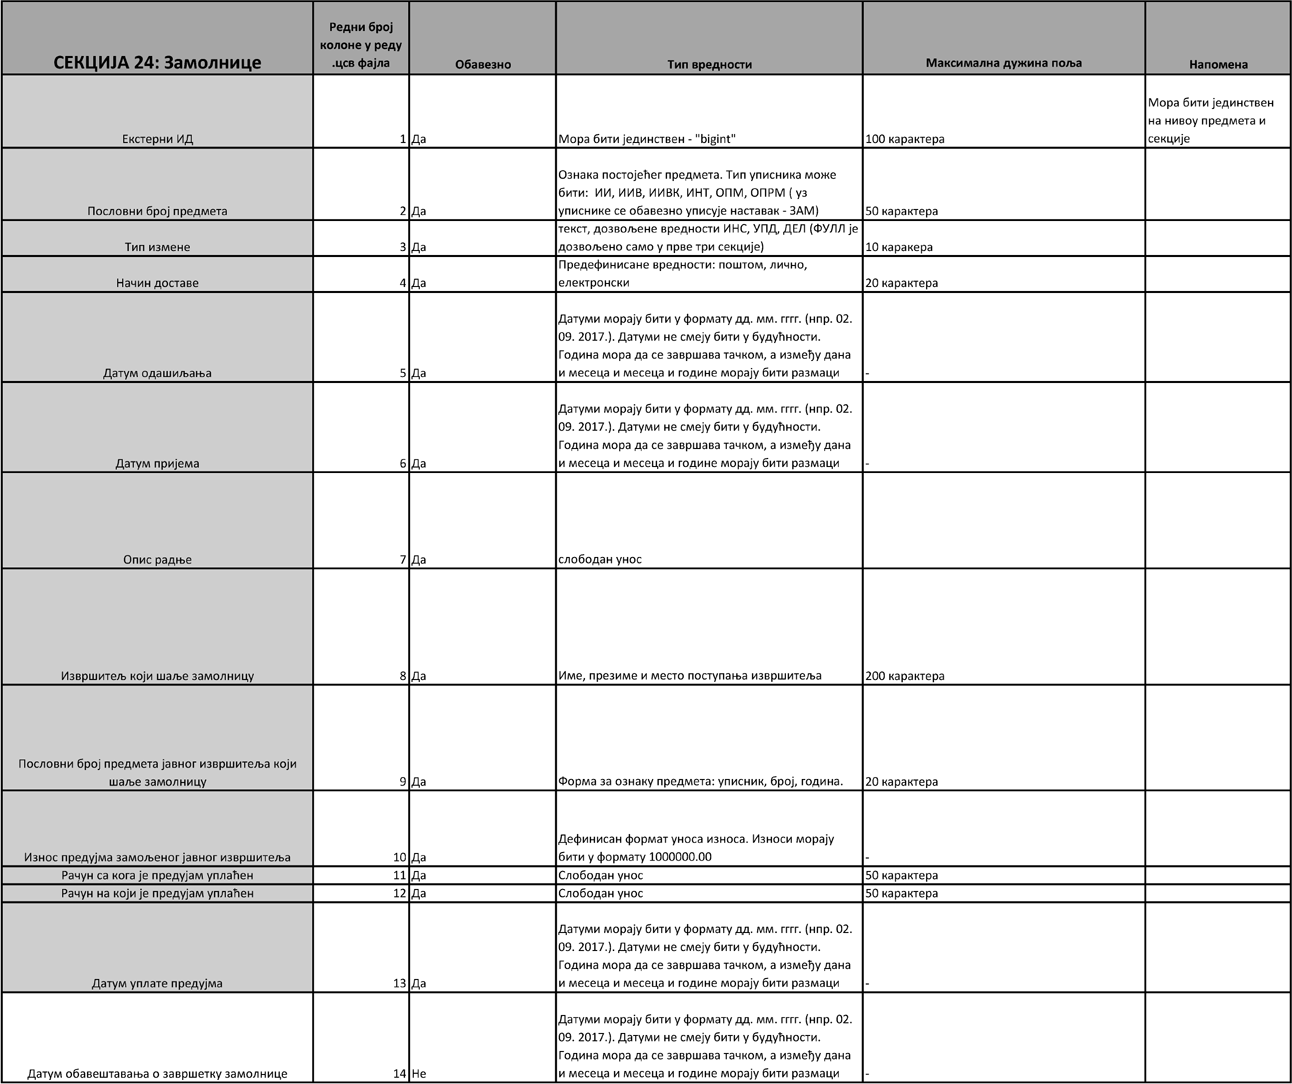 СЕКЦИЈА 24: Замолнице
Редни број
колоне у реду
.цсв фајла
Обавезно
Тип вредности
Максимална дужина поља
Напомена
Екстерни ИД
1
Да
Мора бити јединствен - "bigint"
100 карактера
Мора бити јединствен
на нивоу предмета и
секције
Пословни број предмета
2
Да
Ознака постојећег предмета. Тип уписника може
бити:  ИИ, ИИВ, ИИВК, ИНТ, ОПМ, ОПРМ ( уз
уписнике се обавезно уписује наставак - ЗАМ)
50 карактера
Тип измене
3
Да
текст, дозвољене вредности ИНС, УПД, ДЕЛ (ФУЛЛ је
дозвољено само у прве три секције)
10 каракера
Начин доставе
4
Да
Предефинисане вредности: поштом, лично,
електронски
20 карактера
Датум одашиљања
5
Да
Датуми морају бити у формату дд. мм. гггг. (нпр. 02.
09. 2017.). Датуми не смеју бити у будућности.
Година мора да се завршава тачком, а између дана
и месеца и месеца и године морају бити размаци
-
Датум пријема
6
Да
Датуми морају бити у формату дд. мм. гггг. (нпр. 02.
09. 2017.). Датуми не смеју бити у будућности.
Година мора да се завршава тачком, а између дана
и месеца и месеца и године морају бити размаци
-
Опис радње
7
Да
слободан унос
Извршитељ који шаље замолницу
8
Да
Име, презиме и место поступања извршитеља
200 карактера
Пословни број предмета јавног извршитеља који
шаље замолницу
9
Да
Форма за ознаку предмета: уписник, број, година.
20 карактера
Износ предујма замољеног јавног извршитеља
10
Да
Дефинисан формат уноса износа. Износи морају
бити у формату 1000000.00
-
Рачун са кога је предујам уплаћен
11
Да
Слободан унос
50 карактера
Рачун на који је предујам уплаћен
12
Да
Слободан унос
50 карактера
Датум уплате предујма
13
Да
Датуми морају бити у формату дд. мм. гггг. (нпр. 02.
09. 2017.). Датуми не смеју бити у будућности.
Година мора да се завршава тачком, а између дана
и месеца и месеца и године морају бити размаци
-
Датум обавештавања о завршетку замолнице
14
Не
Датуми морају бити у формату дд. мм. гггг. (нпр. 02.
09. 2017.). Датуми не смеју бити у будућности.
Година мора да се завршава тачком, а између дана
и месеца и месеца и године морају бити размаци
-